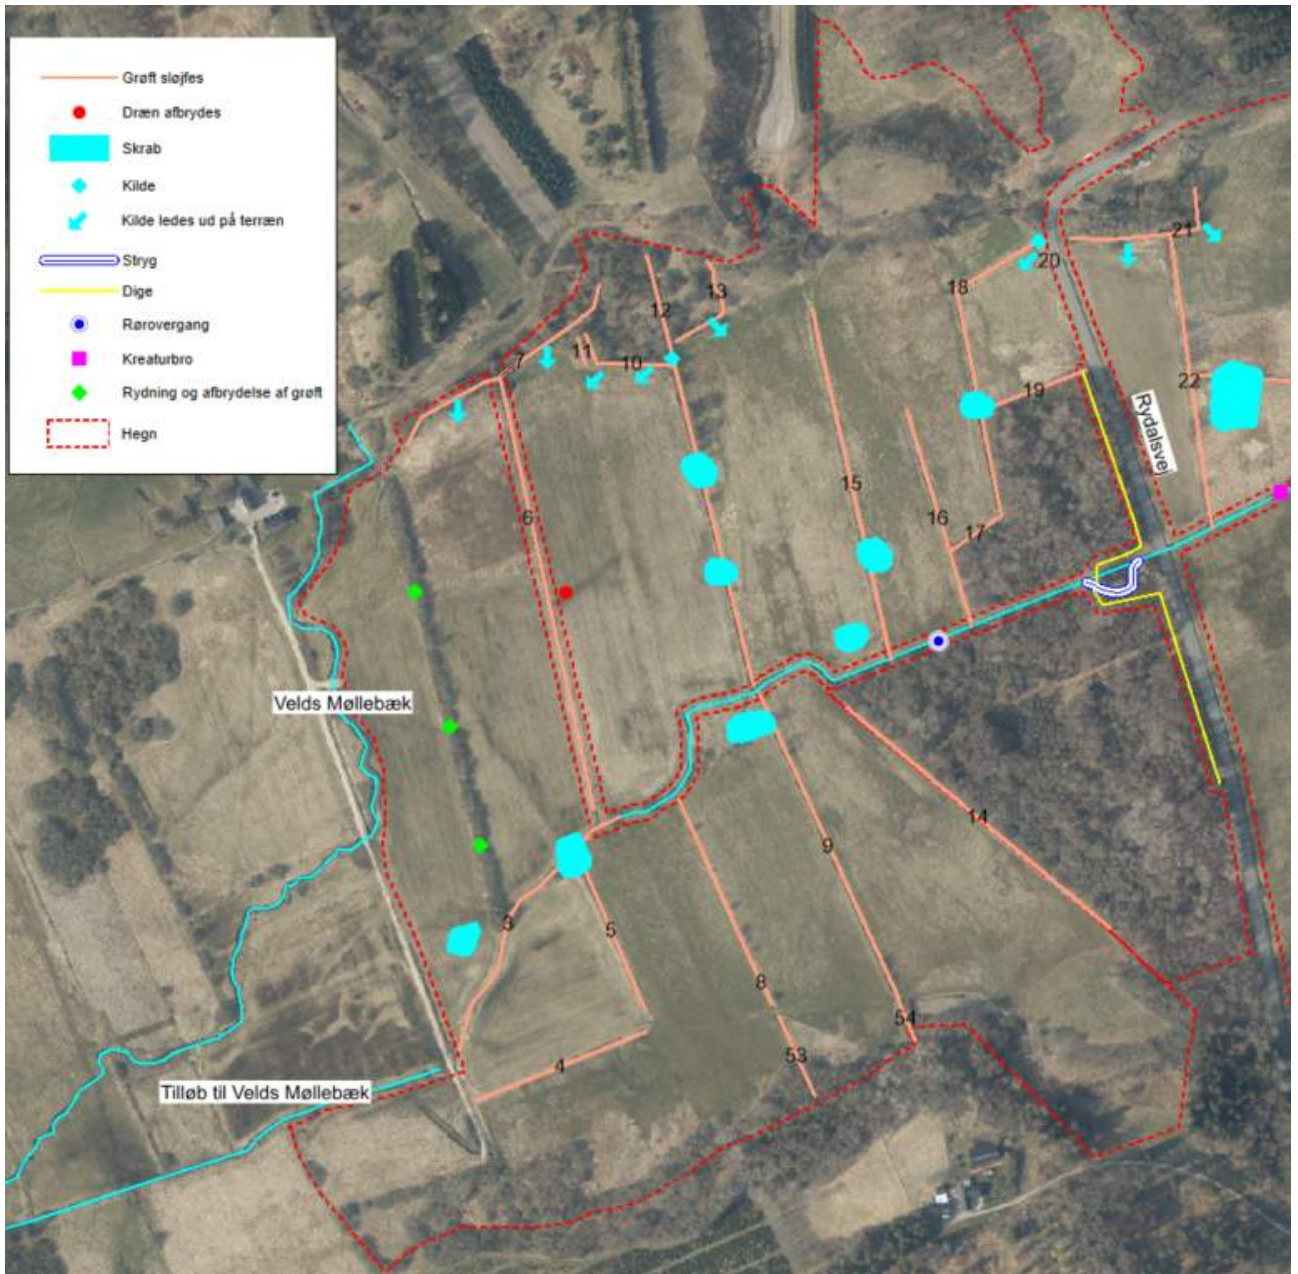 Grøft sløjfes
Dræn afbrydes
Skrab
Kilde
Kilde ledes ud på terræn
Stryg
Dige
Rørovergang
Kreaturbro
Rydning og afbrydelse af grøft
Hegn
21
20
13
18
12
7
11
10
22
19
Rydalsvej
15
6
16
17
Velds Møllebæk
14
9
3
5
8
54
53
4
Tilløb til Velds Møllebæk